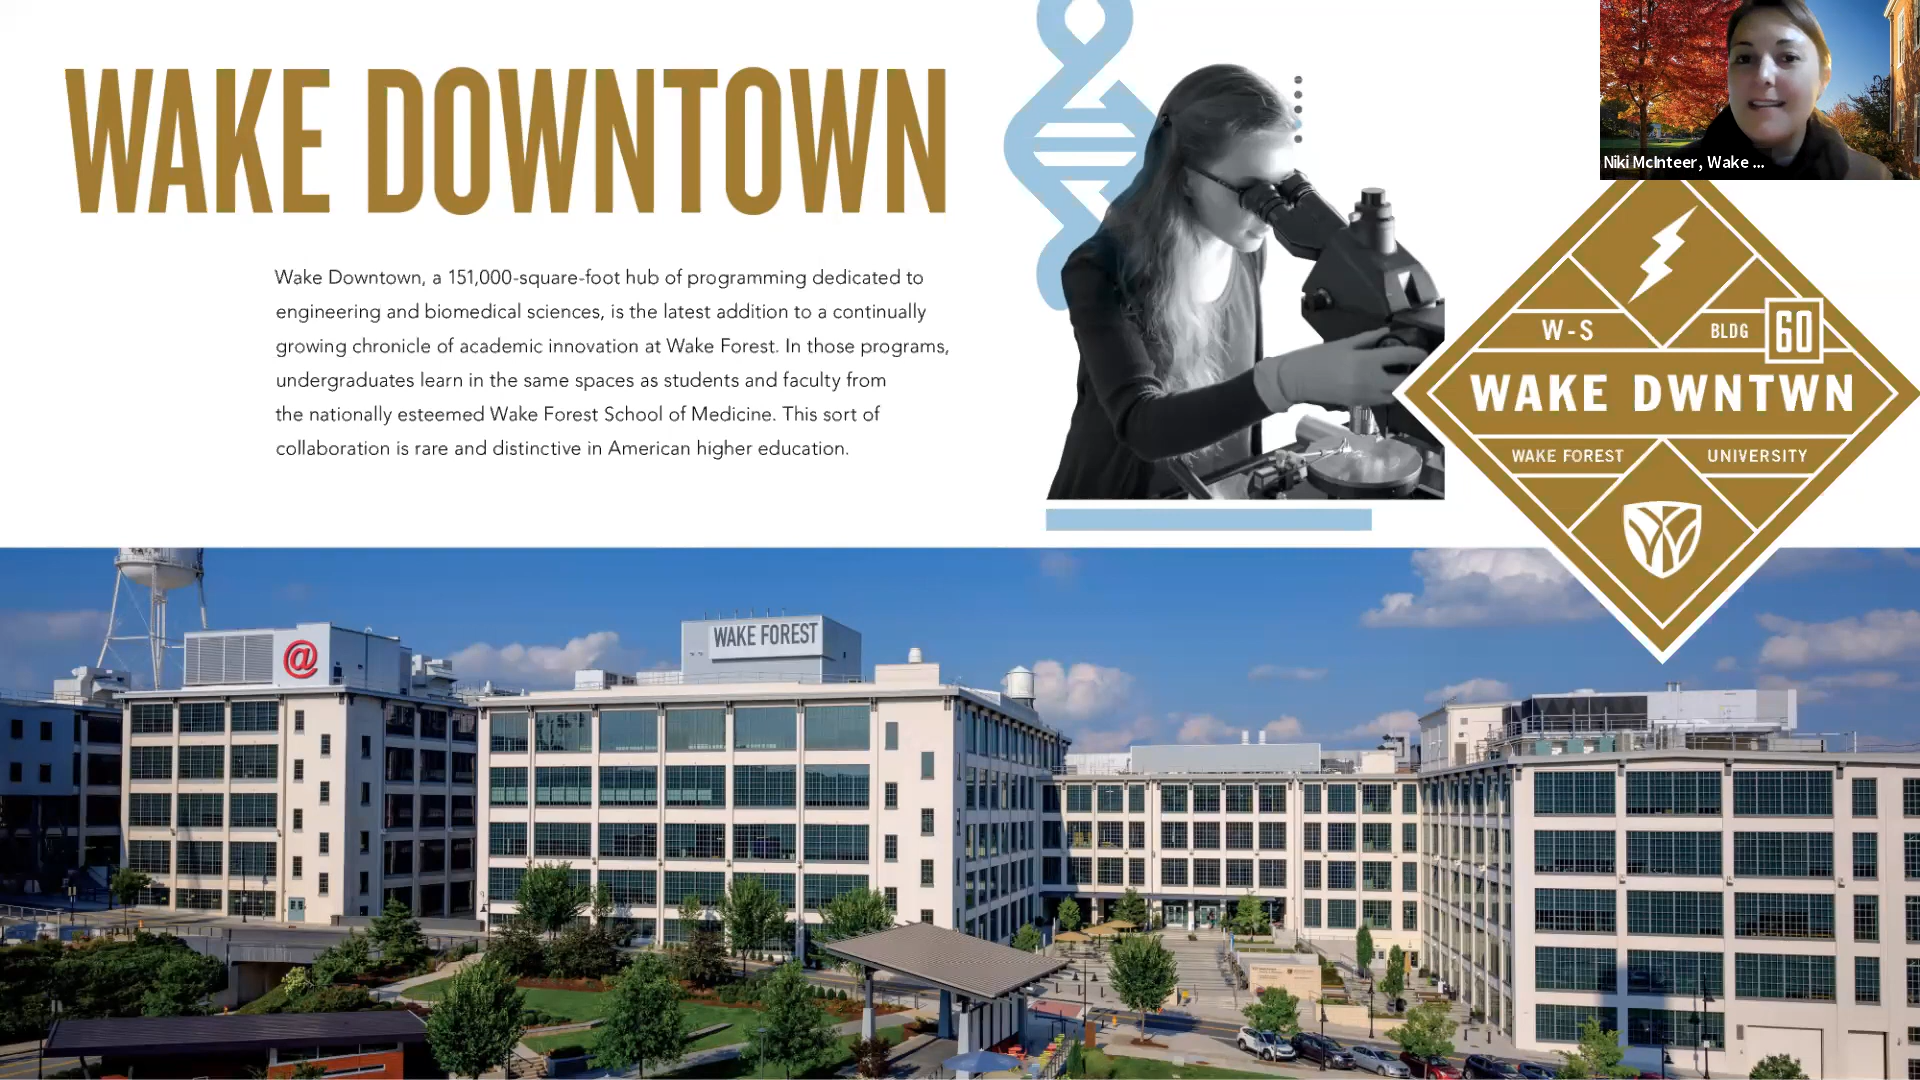 WAKE DOWNTOWN
Wake Downtown, a 151,000-square-foot hub of programming dedicated to
engineering and biomedical sciences, is the latest addition to a continually
growing chronicle of academic innovation at Wake Forest. In those programs,
undergraduates learn in the same spaces as students and faculty from
the nationally esteemed Wake Forest School of Medicine. This sort of
collaboration is rare and distinctive in American higher education.
Niki McInteer, Wake ...
W-S
BLDG 60
WAKE DWNTWN
WAKE FOREST UNIVERSITY
@
WAKE FOREST